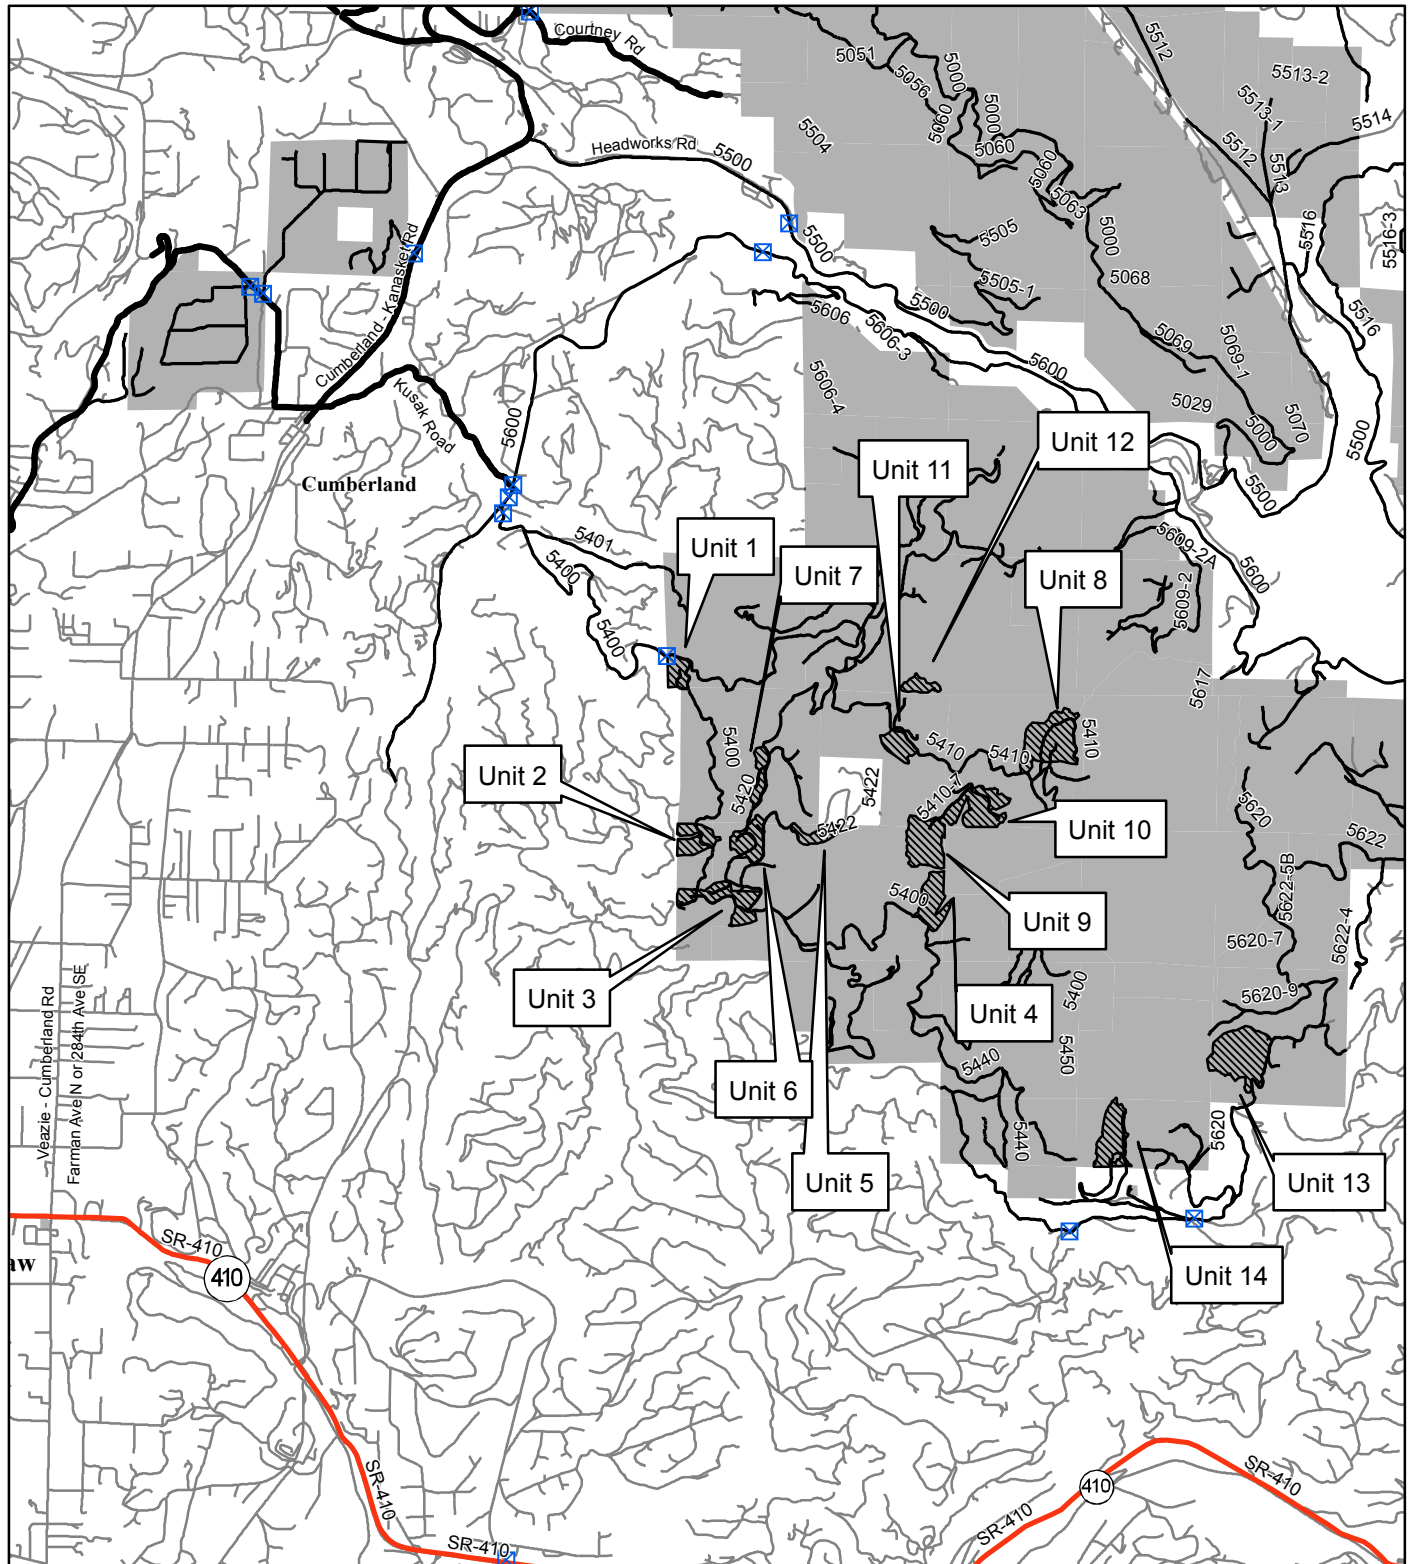 Courtney Rd
5051
5056
5000
5060
5000
5060
5060
5063
5000
5504
5512
5513-2
5513-1
5512
5513
5514
5516
5516-3
5516
Headworks Rd
5500
5500
5505
5505-1
5068
5069
5069-1
5500
5606
5606-3
5600
5606-4
5029
5000
5070
5500
5500
Cumberland - Kanasket Rd
Kusak Road
5600
Cumberland
5401
5400
5400
Unit 1
Unit 7
Unit 11
Unit 12
Unit 8
5609-2A
5609-2
5600
5617
5400
5420
5422
5422
5410
5410
5410
5410-7
Unit 2
Unit 10
5620
5622
5622-5B
5622-4
5620-7
5620-9
5400
Unit 9
Unit 3
Unit 4
5400
5450
5440
5440
Unit 6
Unit 5
5620
Unit 13
Unit 14
Veazie - Cumberland Rd
Farman Ave N or 284th Ave SE
aw
SR-410
410
SR-410
SR-410
SR-410
410
SR-410